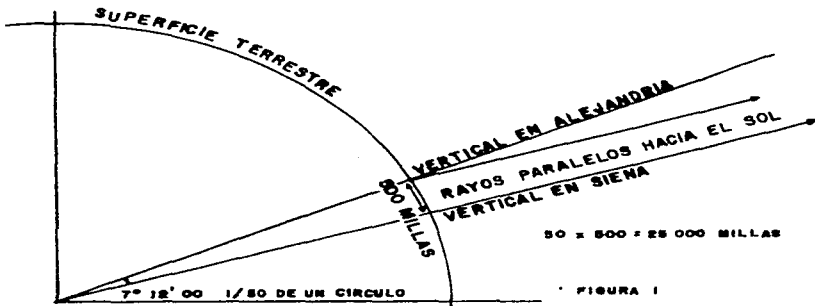 SUPERFICIE TERRESTRE
VERTICAL EN ALEJANDRIA
RAYOS PARALELOS HACIA EL SOL
VERTICAL EN SIENA
500 MILLAS
50 x 500 = 25 000 MILLAS
7° 12' 00 1/50 DE UN CIRCULO
FIGURA 1